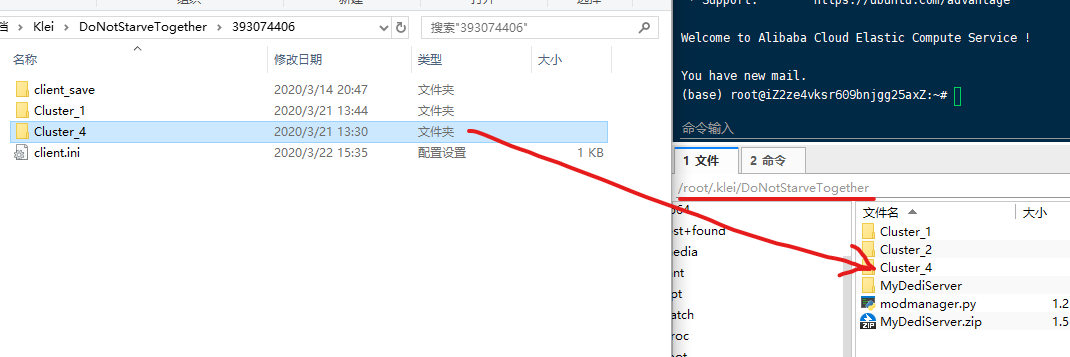 组织
新建
打开
选择
档 › Klei › DoNotStarveTogether › 393074406
搜索"393074406"
名称 修改日期 类型 大小
client_save 2020/3/14 20:47 文件夹
Cluster_1 2020/3/21 13:44 文件夹
Cluster_4 2020/3/21 13:30 文件夹
client.ini 2020/3/22 15:35 配置设置 1 KB
* Support: https://ubuntu.com/advantage
Welcome to Alibaba Cloud Elastic Compute Service !
You have new mail.
(base) root@iZ2ze4vksr609bnjgg25axZ:~#
命令输入
1 文件 2 命令
/root/.klei/DoNotStarveTogether
o64
ost+found
edia
nt
pt
atch
roc
文件名 大小
Cluster_1
Cluster_2
Cluster_4
MyDediServer
modmanager.py 1.2
MyDediServer.zip 1.5
ZIP